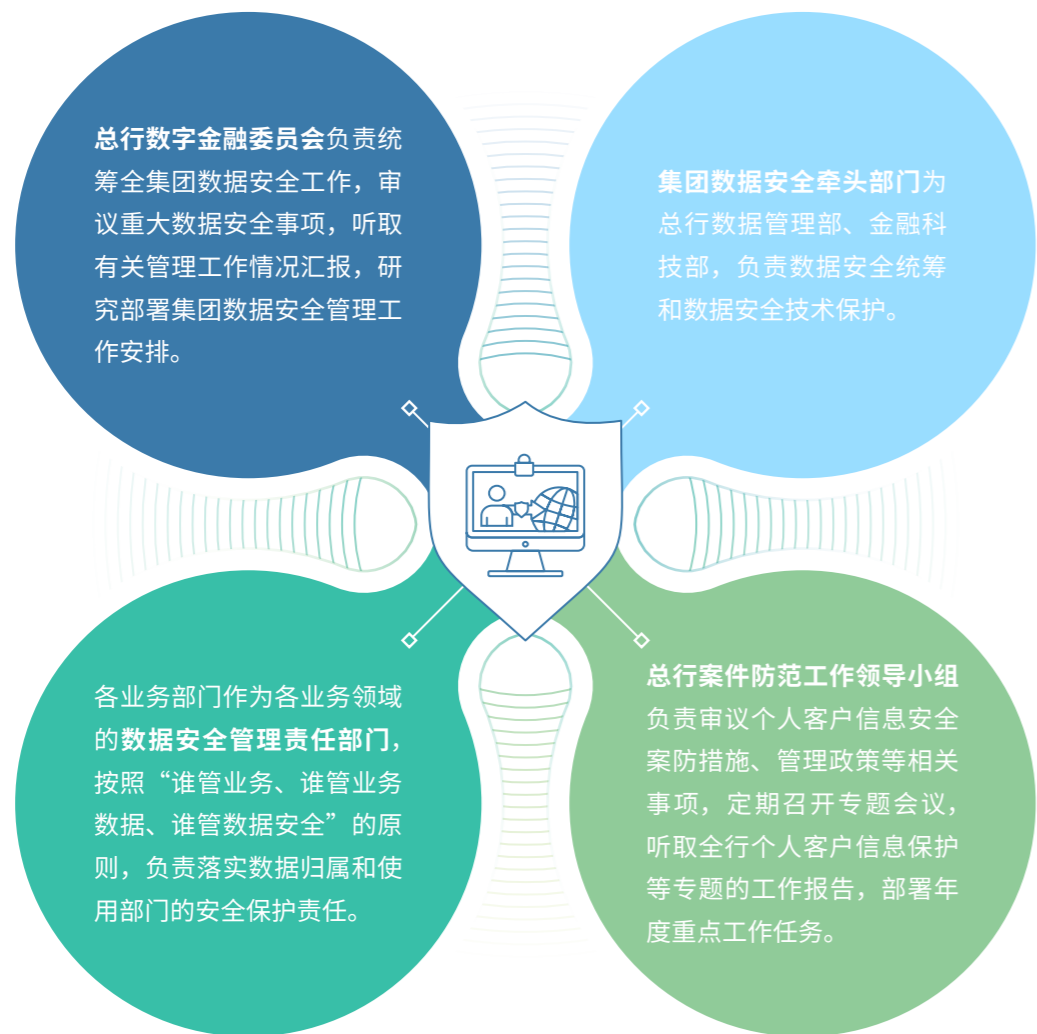 总行数字金融委员会负责统
筹全集团数据安全工作，审
议重大数据安全事项，听取
有关管理工作情况汇报，研
究部署集团数据安全管理工
作安排。
集团数据安全牵头部门为
总行数据管理部、金融科
技部，负责数据安全统筹
和数据安全技术保护。
各业务部门作为各业务领域
的数据安全管理责任部门，
按照“谁管业务、谁管业务
数据、谁管数据安全”的原
则，负责落实数据归属和使
用部门的安全保护责任。
总行案件防范工作领导小组
负责审议个人客户信息安全
案防措施、管理政策等相关
事项，定期召开专题会议，
听取全行个人客户信息保护
等专题的工作报告，部署年
度重点工作任务。